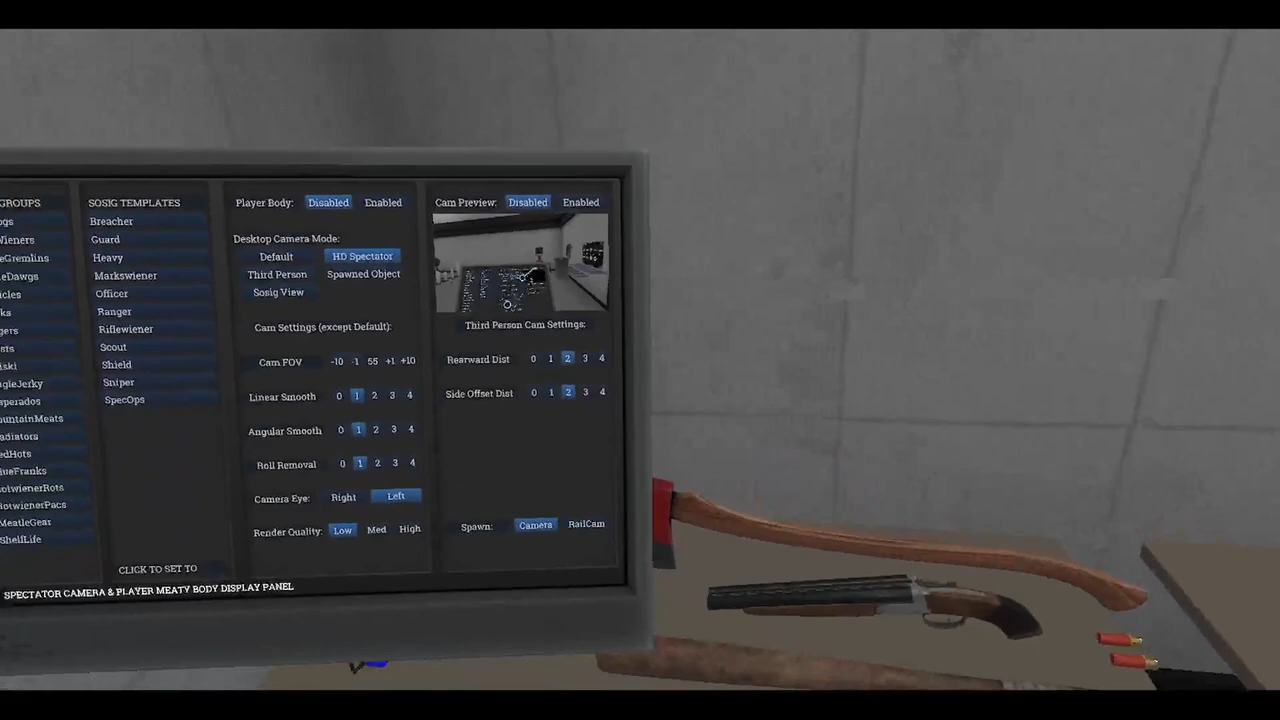 GROUPS
SOSIG TEMPLATES
Breacher
Guard
Heavy
Markswiener
Officer
Ranger
Riflewiener
Scout
Shield
Sniper
SpecOps
MeatleGear
ShelfLife
CLICK TO SET TO
Player Body: Disabled Enabled
Desktop Camera Mode:
Default HD Spectator
Third Person Spawned Object
Sosig View
Cam Settings (except Default):
Cam FOV -10 -1 55 +1 +10
Linear Smooth 0 1 2 3 4
Angular Smooth 0 1 2 3 4
Roll Removal 0 1 2 3 4
Camera Eye: Right Left
Render Quality: Low Med High
Cam Preview: Disabled Enabled
Third Person Cam Settings:
Rearward Dist 0 1 2 3 4
Side Offset Dist 0 1 2 3 4
Spawn: Camera RailCam
SPECTATOR CAMERA & PLAYER MEATY BODY DISPLAY PANEL